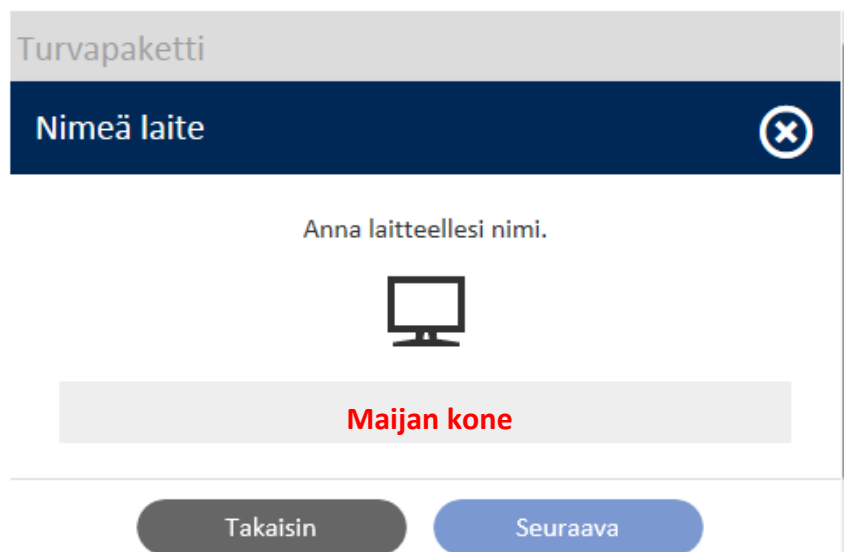 Turvapaketti
Nimeä laite
Anna laitteellesi nimi.
Maijan kone
Takaisin
Seuraava